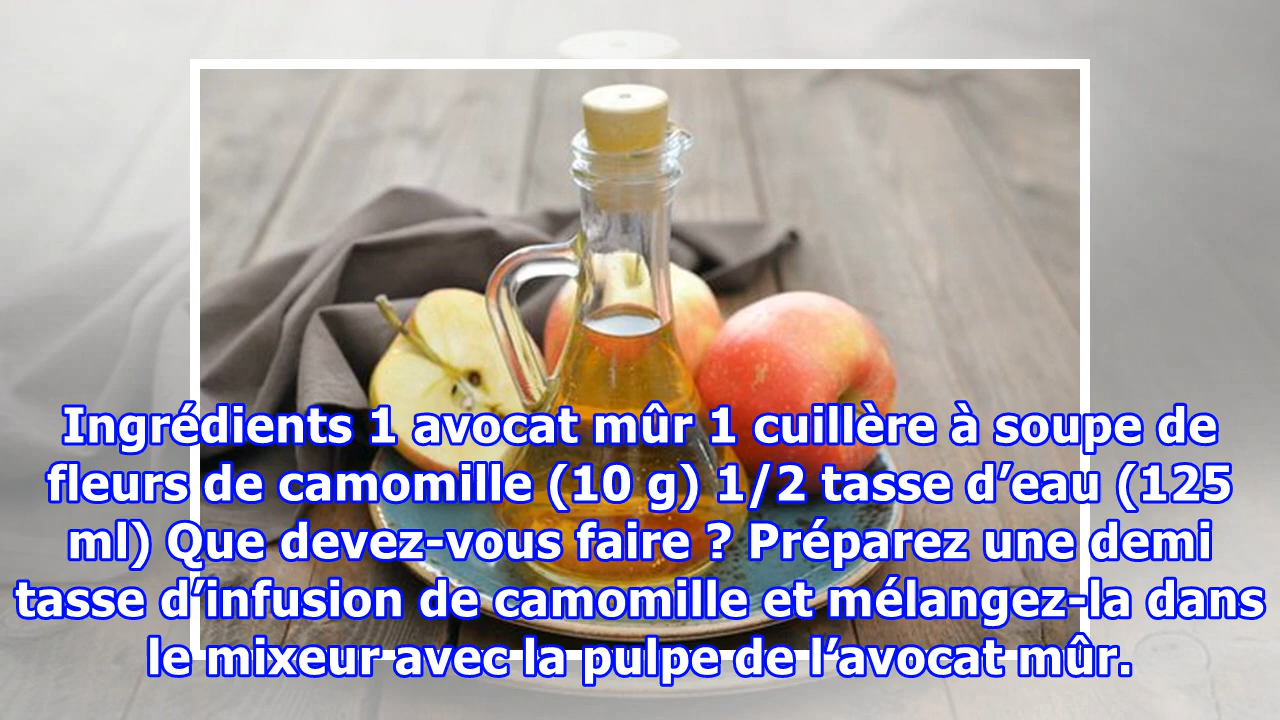 Ingrédients 1 avocat mûr 1 cuillère à soupe de
fleurs de camomille (10 g) 1/2 tasse d’eau (125
ml) Que devez-vous faire ? Préparez une demi
tasse d’infusion de camomille et mélangez-la dans
le mixeur avec la pulpe de l’avocat mûr.